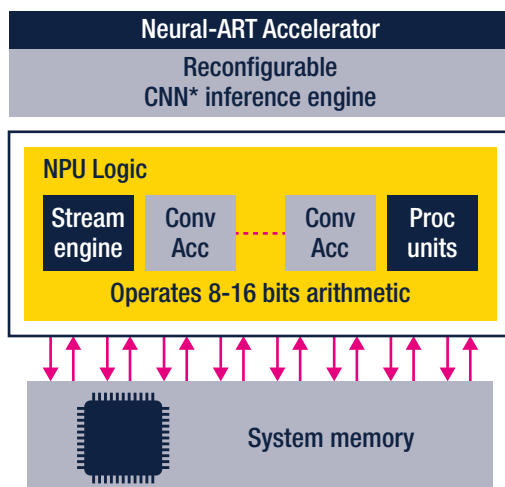 Neural-ART Accelerator
Reconfigurable
CNN* inference engine
NPU Logic
Stream
engine
Conv
Acc
Conv
Acc
Proc
units
Operates 8-16 bits arithmetic
System memory